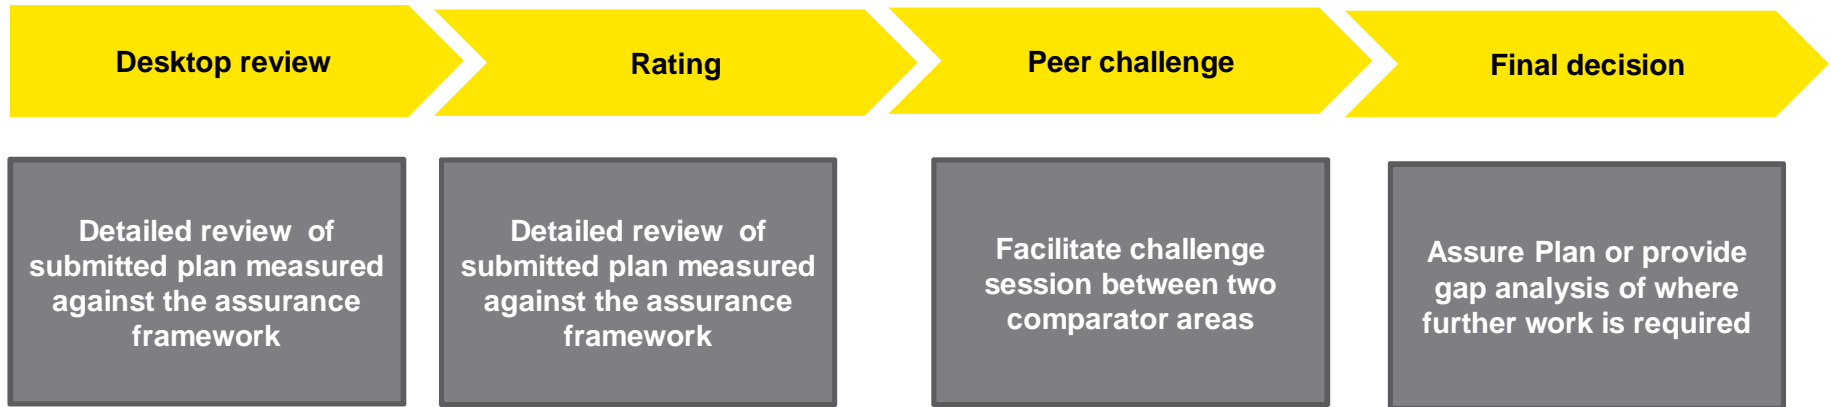 Desktop review
Rating
Peer challenge
Final decision
Detailed review of
submitted plan measured
against the assurance
framework
Detailed review of
submitted plan measured
against the assurance
framework
Facilitate challenge
session between two
comparator areas
Assure Plan or provide
gap analysis of where
further work is required